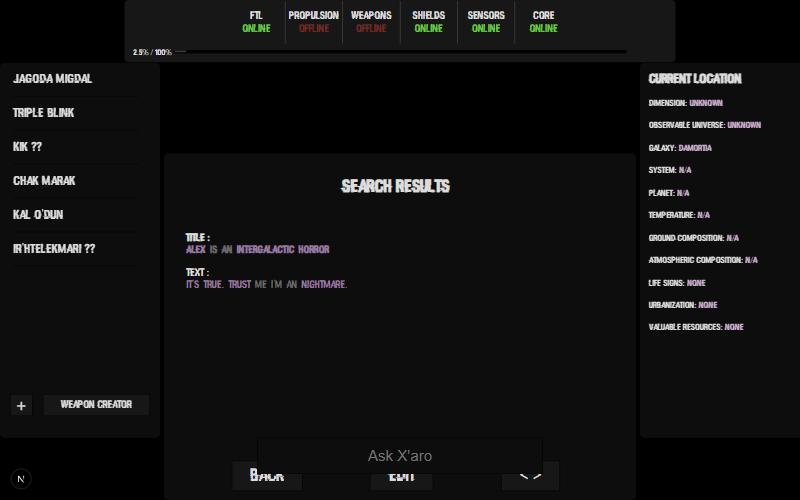 FTL PROPULSION WEAPONS SHIELDS SENSORS CORE
ONLINE OFFLINE OFFLINE ONLINE ONLINE ONLINE
2.5% / 100%
JAGODA MIGDAL
TRIPLE BLINK
KIK ??
CHAK MARAK
KAL O'DUN
IR'HTELEKMARI ??
+ WEAPON CREATOR
SEARCH RESULTS
TITLE :
ALEX IS AN INTERGALACTIC HORROR
TEXT :
IT'S TRUE. TRUST ME I'M AN NIGHTMARE.
Ask X'aro
BACK EDIT < >
CURRENT LOCATION
DIMENSION: UNKNOWN
OBSERVABLE UNIVERSE: UNKNOWN
GALAXY: DAMORTIA
SYSTEM: N/A
PLANET: N/A
TEMPERATURE: N/A
GROUND COMPOSITION: N/A
ATMOSPHERIC COMPOSITION: N/A
LIFE SIGNS: NONE
URBANIZATION: NONE
VALUABLE RESOURCES: NONE
N